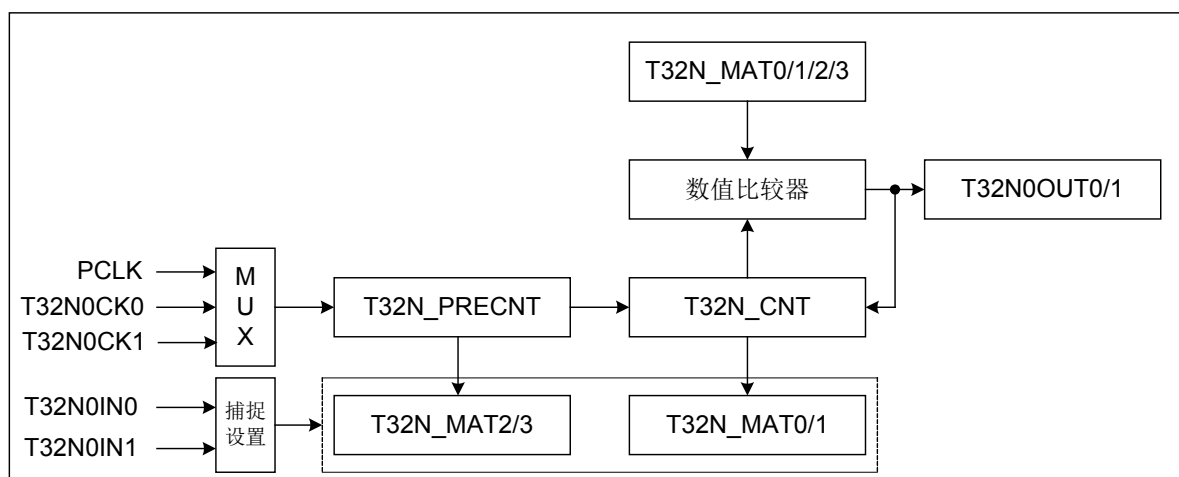 T32N_MAT0/1/2/3
数值比较器
T32N0OUT0/1
PCLK
T32N0CK0
T32N0CK1
M
U
X
T32N_PRECNT
T32N_CNT
T32N0IN0
T32N0IN1
捕捉
设置
T32N_MAT2/3
T32N_MAT0/1